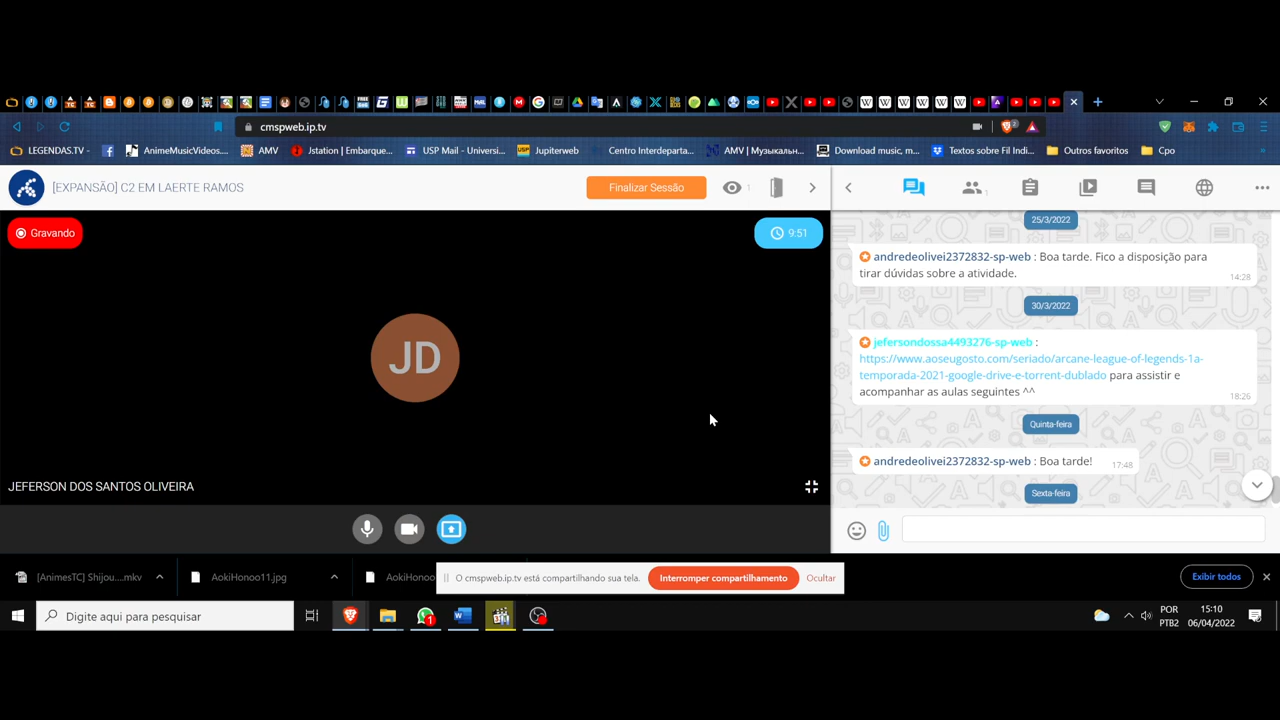 cmspweb.ip.tv
2
LEGENDAS.TV -
AnimeMusicVideos...
AMV
Jstation | Embarque...
USP Mail - Universi...
Jupiterweb
Centro Interdeparta...
AMV | Музыкальн...
Download music, m...
Textos sobre Fil Indi...
Outros favoritos
Cpo
[EXPANSÃO] C2 EM LAERTE RAMOS
Finalizar Sessão
1
1
Gravando
9:51
JD
JEFERSON DOS SANTOS OLIVEIRA
25/3/2022
andredeolivei2372832-sp-web : Boa tarde. Fico a disposição para
tirar dúvidas sobre a atividade.
14:28
30/3/2022
jefersondossa4493276-sp-web :
https://www.aoseugosto.com/seriado/arcane-league-of-legends-1a-
temporada-2021-google-drive-e-torrent-dublado para assistir e
acompanhar as aulas seguintes ^^
18:26
Quinta-feira
andredeolivei2372832-sp-web : Boa tarde!
17:48
Sexta-feira
[AnimesTC] Shijou....mkv
AokiHonoo11.jpg
AokiHonoo
O cmspweb.ip.tv está compartilhando sua tela.
Interromper compartilhamento
Ocultar
Exibir todos
Digite aqui para pesquisar
1
POR
PTB2
15:10
06/04/2022